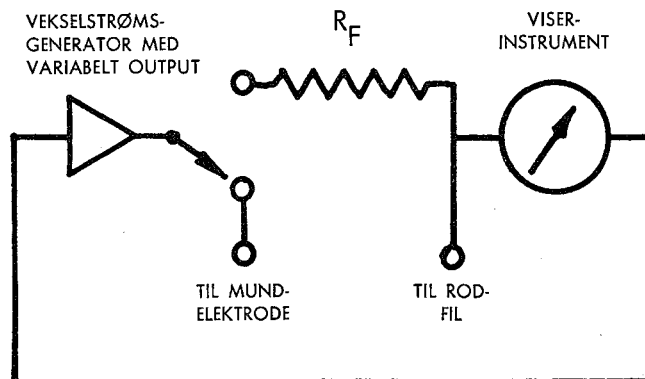 VEKSELSTRØMS-
GENERATOR MED
VARIABELT OUTPUT
R_F
VISER-
INSTRUMENT
TIL MUND-
ELEKTRODE
TIL ROD-
FIL